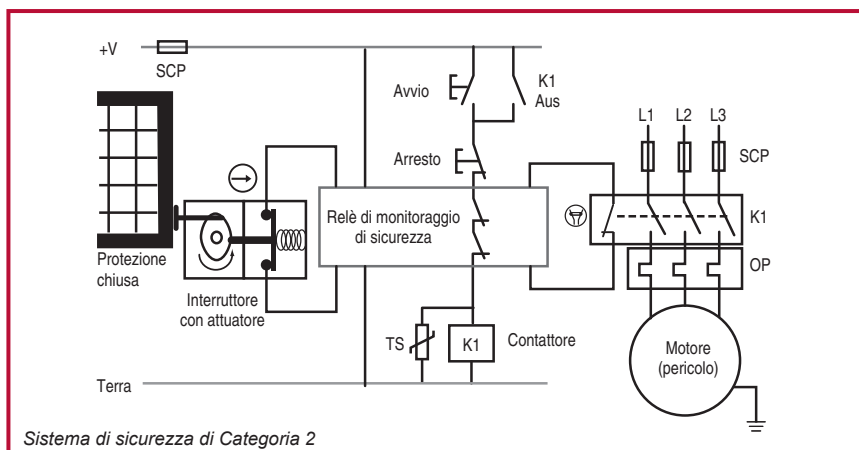 +V
SCP
Avvio
K1
Aus
L1 L2 L3
Arresto
SCP
Relè di monitoraggio
di sicurezza
K1
Protezione
chiusa
OP
Interruttore
con attuatore
TS
K1
Contattore
Motore
(pericolo)
Terra
Sistema di sicurezza di Categoria 2